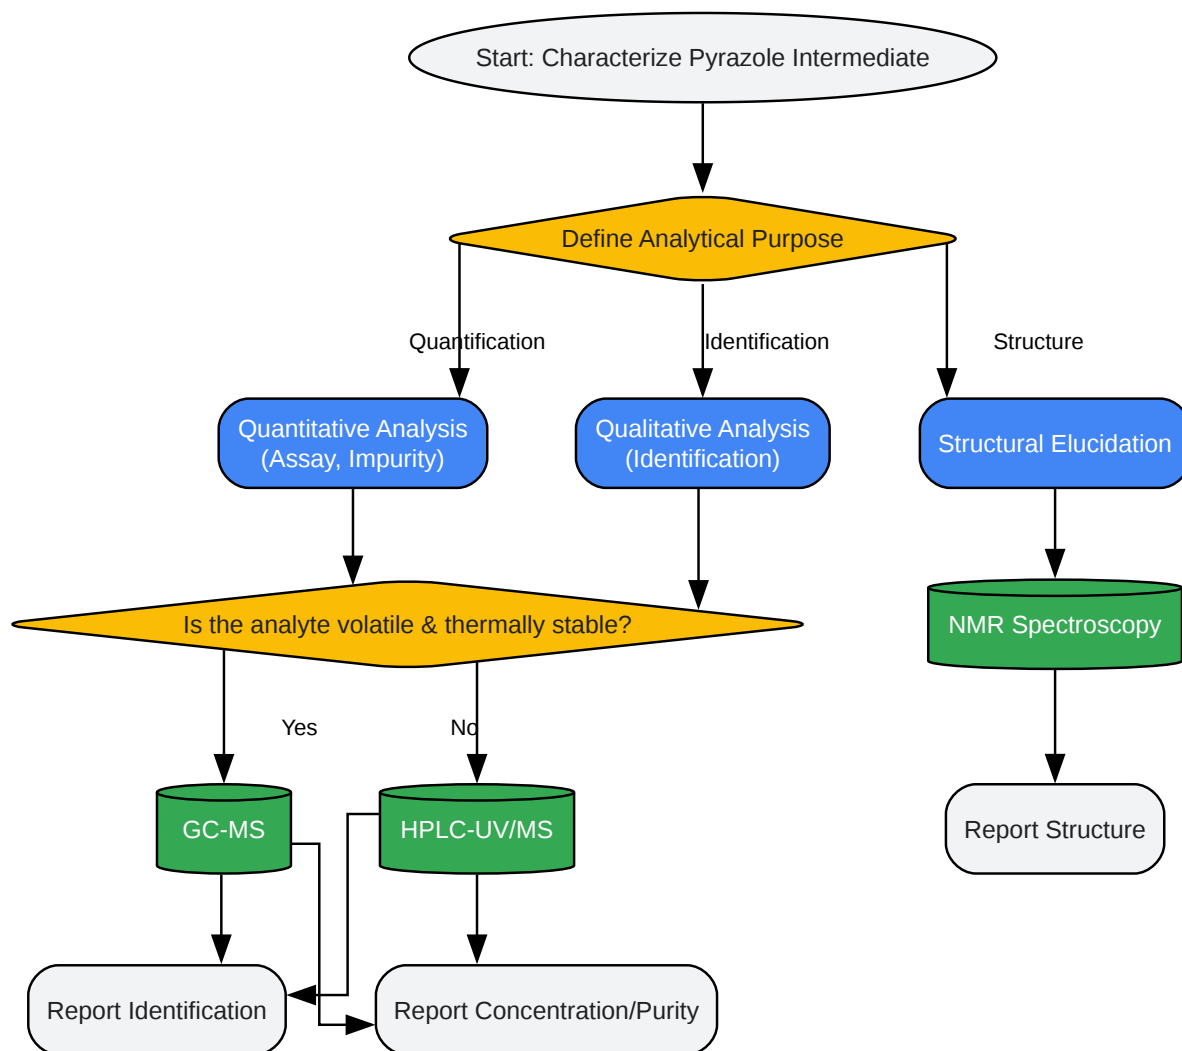 Start: Characterize Pyrazole Intermediate
Define Analytical Purpose
Quantification
Identification
Structure
Quantitative Analysis
(Assay, Impurity)
Qualitative Analysis
(Identification)
Structural Elucidation
Is the analyte volatile & thermally stable?
NMR Spectroscopy
Yes
No
GC-MS
HPLC-UV/MS
Report Structure
Report Identification
Report Concentration/Purity